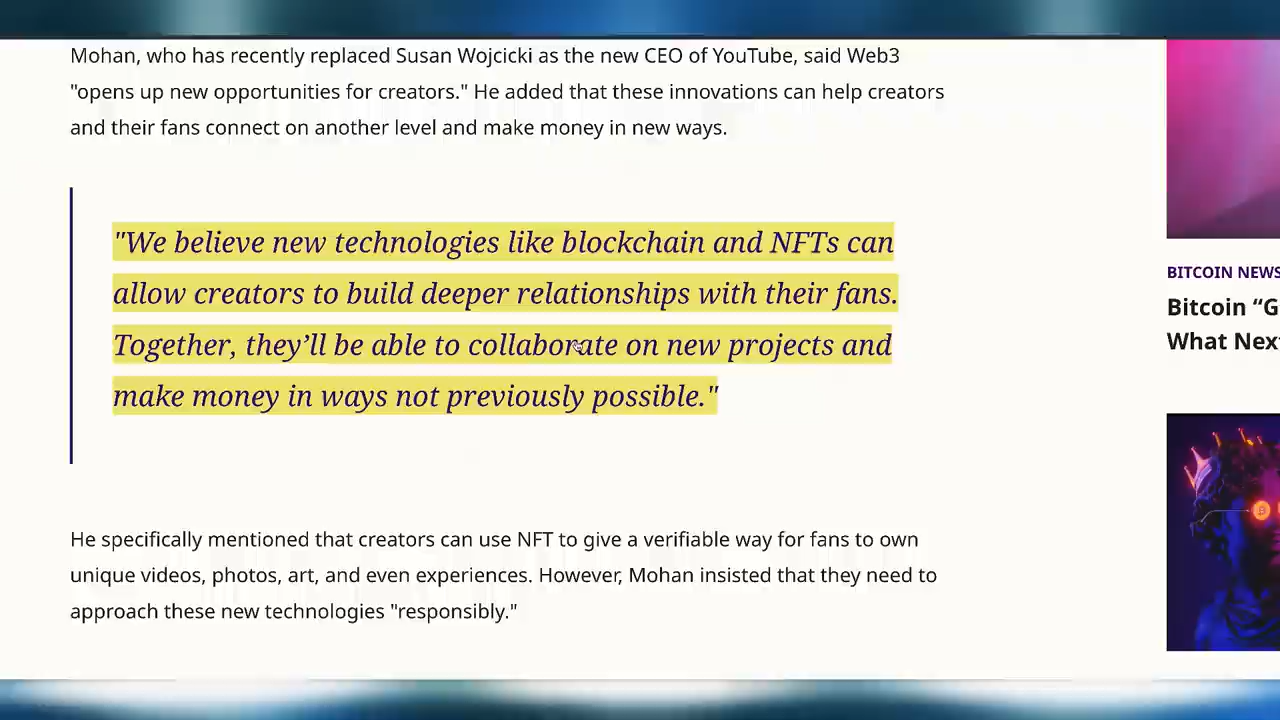 Mohan, who has recently replaced Susan Wojcicki as the new CEO of YouTube, said Web3
"opens up new opportunities for creators." He added that these innovations can help creators
and their fans connect on another level and make money in new ways.
"We believe new technologies like blockchain and NFTs can
allow creators to build deeper relationships with their fans.
Together, they’ll be able to collaborate on new projects and
make money in ways not previously possible."
He specifically mentioned that creators can use NFT to give a verifiable way for fans to own
unique videos, photos, art, and even experiences. However, Mohan insisted that they need to
approach these new technologies "responsibly."
BITCOIN NEWS
Bitcoin “G
What Nex